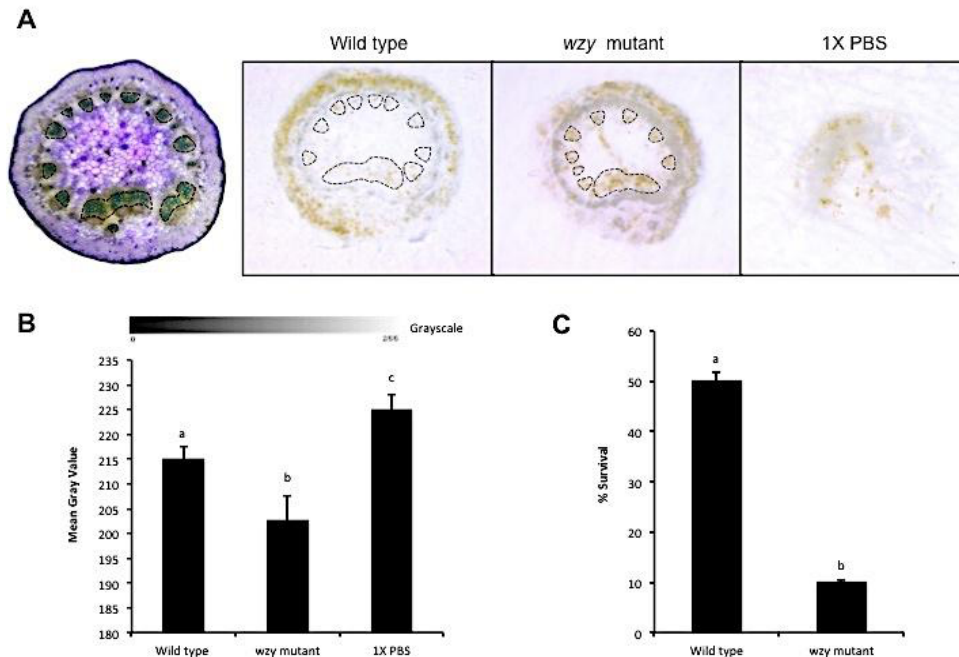 A
Wild type
wzy mutant
1X PBS
B
0
255
Grayscale
Mean Gray Value
235
230
225
220
215
210
205
200
195
190
185
180
a
b
c
Wild type
wzy mutant
1X PBS
C
% Survival
60
50
40
30
20
10
0
a
b
Wild type
wzy mutant